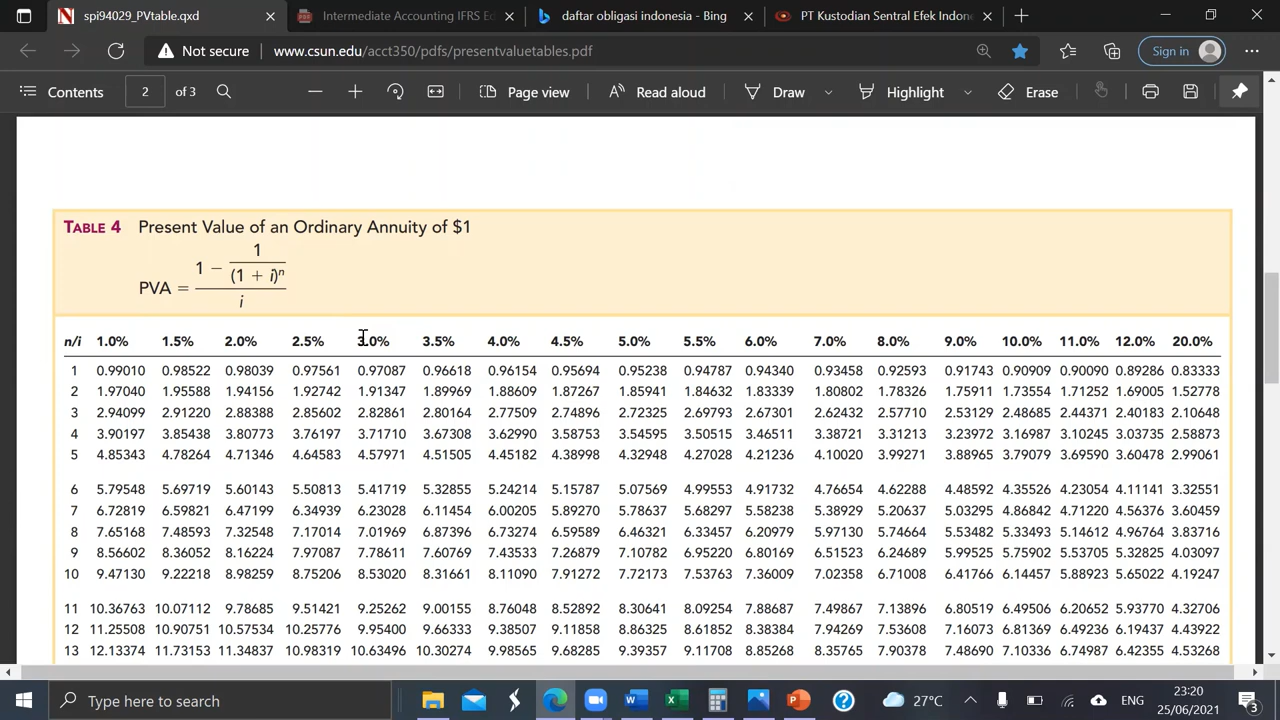 spi94029_PVtable.qxd
Intermediate Accounting IFRS Ed
daftar obligasi indonesia - Bing
PT Kustodian Sentral Efek Indon
Not secure
www.csun.edu/acct350/pdfs/presentvaluetables.pdf
Sign in
Contents
2
of 3
Page view
Read aloud
Draw
Highlight
Erase
TABLE 4 Present Value of an Ordinary Annuity of $1
PVA = 1 − 1 / (1 + i)ⁿ / i
n/i 1.0% 1.5% 2.0% 2.5% 3.0% 3.5% 4.0% 4.5% 5.0% 5.5% 6.0% 7.0% 8.0% 9.0% 10.0% 11.0% 12.0% 20.0%
1 0.99010 0.98522 0.98039 0.97561 0.97087 0.96618 0.96154 0.95694 0.95238 0.94787 0.94340 0.93458 0.92593 0.91743 0.90909 0.90090 0.89286 0.83333
2 1.97040 1.95588 1.94156 1.92742 1.91347 1.89969 1.88609 1.87267 1.85941 1.84632 1.83339 1.80802 1.78326 1.75911 1.73554 1.71252 1.69005 1.52778
3 2.94099 2.91220 2.88388 2.85602 2.82861 2.80164 2.77509 2.74896 2.72325 2.69793 2.67301 2.62432 2.57710 2.53129 2.48685 2.44371 2.40183 2.10648
4 3.90197 3.85438 3.80773 3.76197 3.71710 3.67308 3.62990 3.58753 3.54595 3.50515 3.46511 3.38721 3.31213 3.23972 3.16987 3.10245 3.03735 2.58873
5 4.85343 4.78264 4.71346 4.64583 4.57971 4.51505 4.45182 4.38998 4.32948 4.27028 4.21236 4.10020 3.99271 3.88965 3.79079 3.69590 3.60478 2.99061
6 5.79548 5.69719 5.60143 5.50813 5.41719 5.32855 5.24214 5.15787 5.07569 4.99553 4.91732 4.76654 4.62288 4.48592 4.35526 4.23054 4.11141 3.32551
7 6.72819 6.59821 6.47199 6.34939 6.23028 6.11454 6.00205 5.89270 5.78637 5.68297 5.58238 5.38929 5.20637 5.03295 4.86842 4.71220 4.56376 3.60459
8 7.65168 7.48593 7.32548 7.17014 7.01969 6.87396 6.73274 6.59589 6.46321 6.33457 6.20979 5.97130 5.74664 5.53482 5.33493 5.14612 4.96764 3.83716
9 8.56602 8.36052 8.16224 7.97087 7.78611 7.60769 7.43533 7.26879 7.10782 6.95220 6.80169 6.51523 6.24689 5.99525 5.75902 5.53705 5.32825 4.03097
10 9.47130 9.22218 8.98259 8.75206 8.53020 8.31661 8.11090 7.91272 7.72173 7.53763 7.36009 7.02358 6.71008 6.41766 6.14457 5.88923 5.65022 4.19247
11 10.36763 10.07112 9.78685 9.51421 9.25262 9.00155 8.76048 8.52892 8.30641 8.09254 7.88687 7.49867 7.13896 6.80519 6.49506 6.20652 5.93770 4.32706
12 11.25508 10.90751 10.57534 10.25776 9.95400 9.66333 9.38507 9.11858 8.86325 8.61852 8.38384 7.94269 7.53608 7.16073 6.81369 6.49236 6.19437 4.43922
13 12.13374 11.73153 11.34837 10.98319 10.63496 10.30274 9.98565 9.68285 9.39357 9.11708 8.85268 8.35765 7.90378 7.48690 7.10336 6.74987 6.42355 4.53268
Type here to search
27°C
ENG
23:20
25/06/2021
3